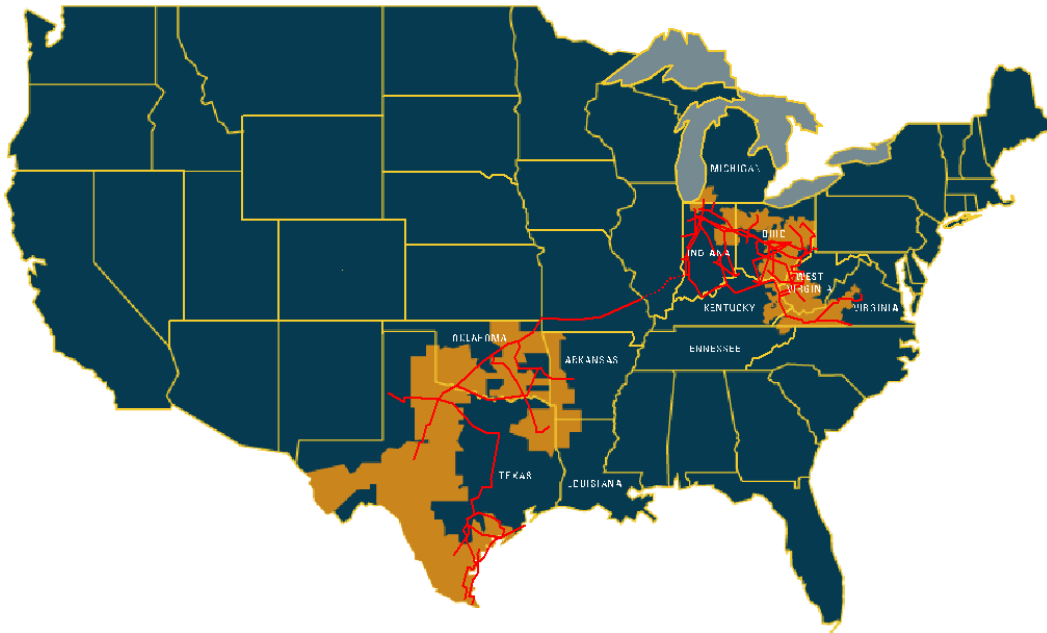 MICHIGAN
OHIO
INDIANA
WEST
VIRGINIA
KENTUCKY
VIRGINIA
OKLAHOMA
ENNESSEE
ARKANSAS
TEXAS
LOUISIANA